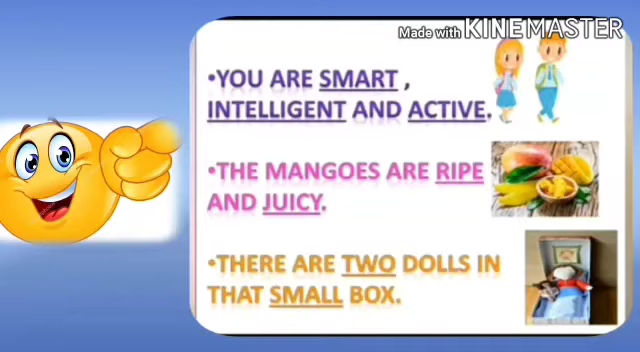 Made with KINEMASTER
•YOU ARE SMART ,
INTELLIGENT AND ACTIVE.
•THE MANGOES ARE RIPE
AND JUICY.
•THERE ARE TWO DOLLS IN
THAT SMALL BOX.